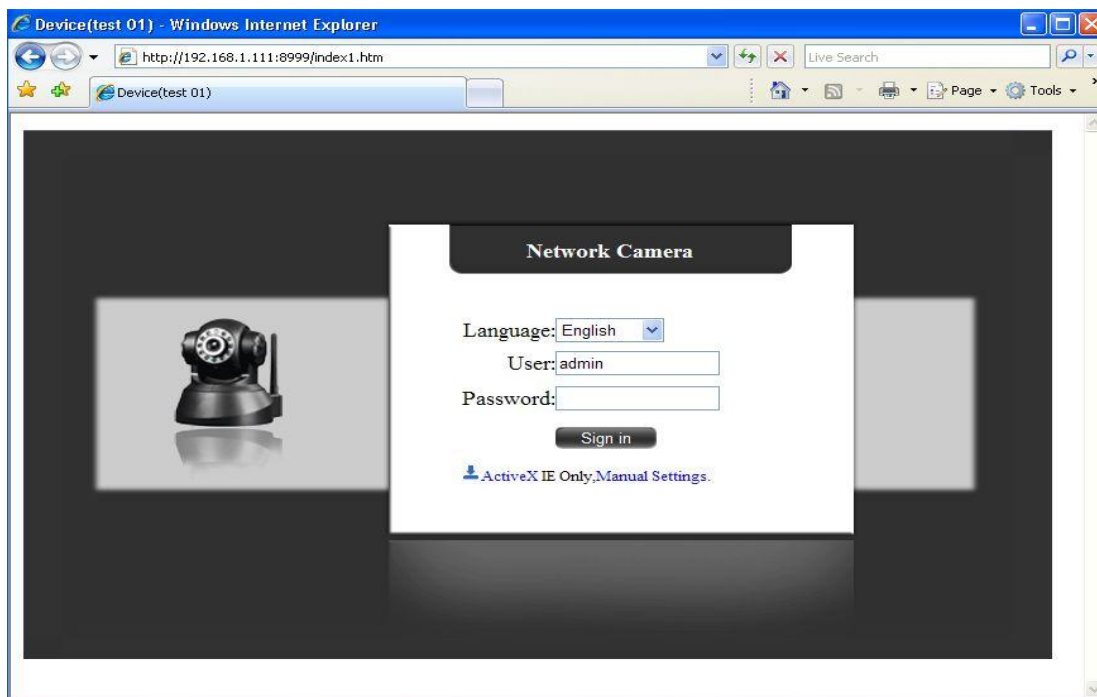 Device(test 01) - Windows Internet Explorer
http://192.168.1.111:8999/index1.htm
Live Search
Device(test 01)
Page
Tools
Network Camera
Language: English
User: admin
Password:
Sign in
ActiveX IE Only,Manual Settings.